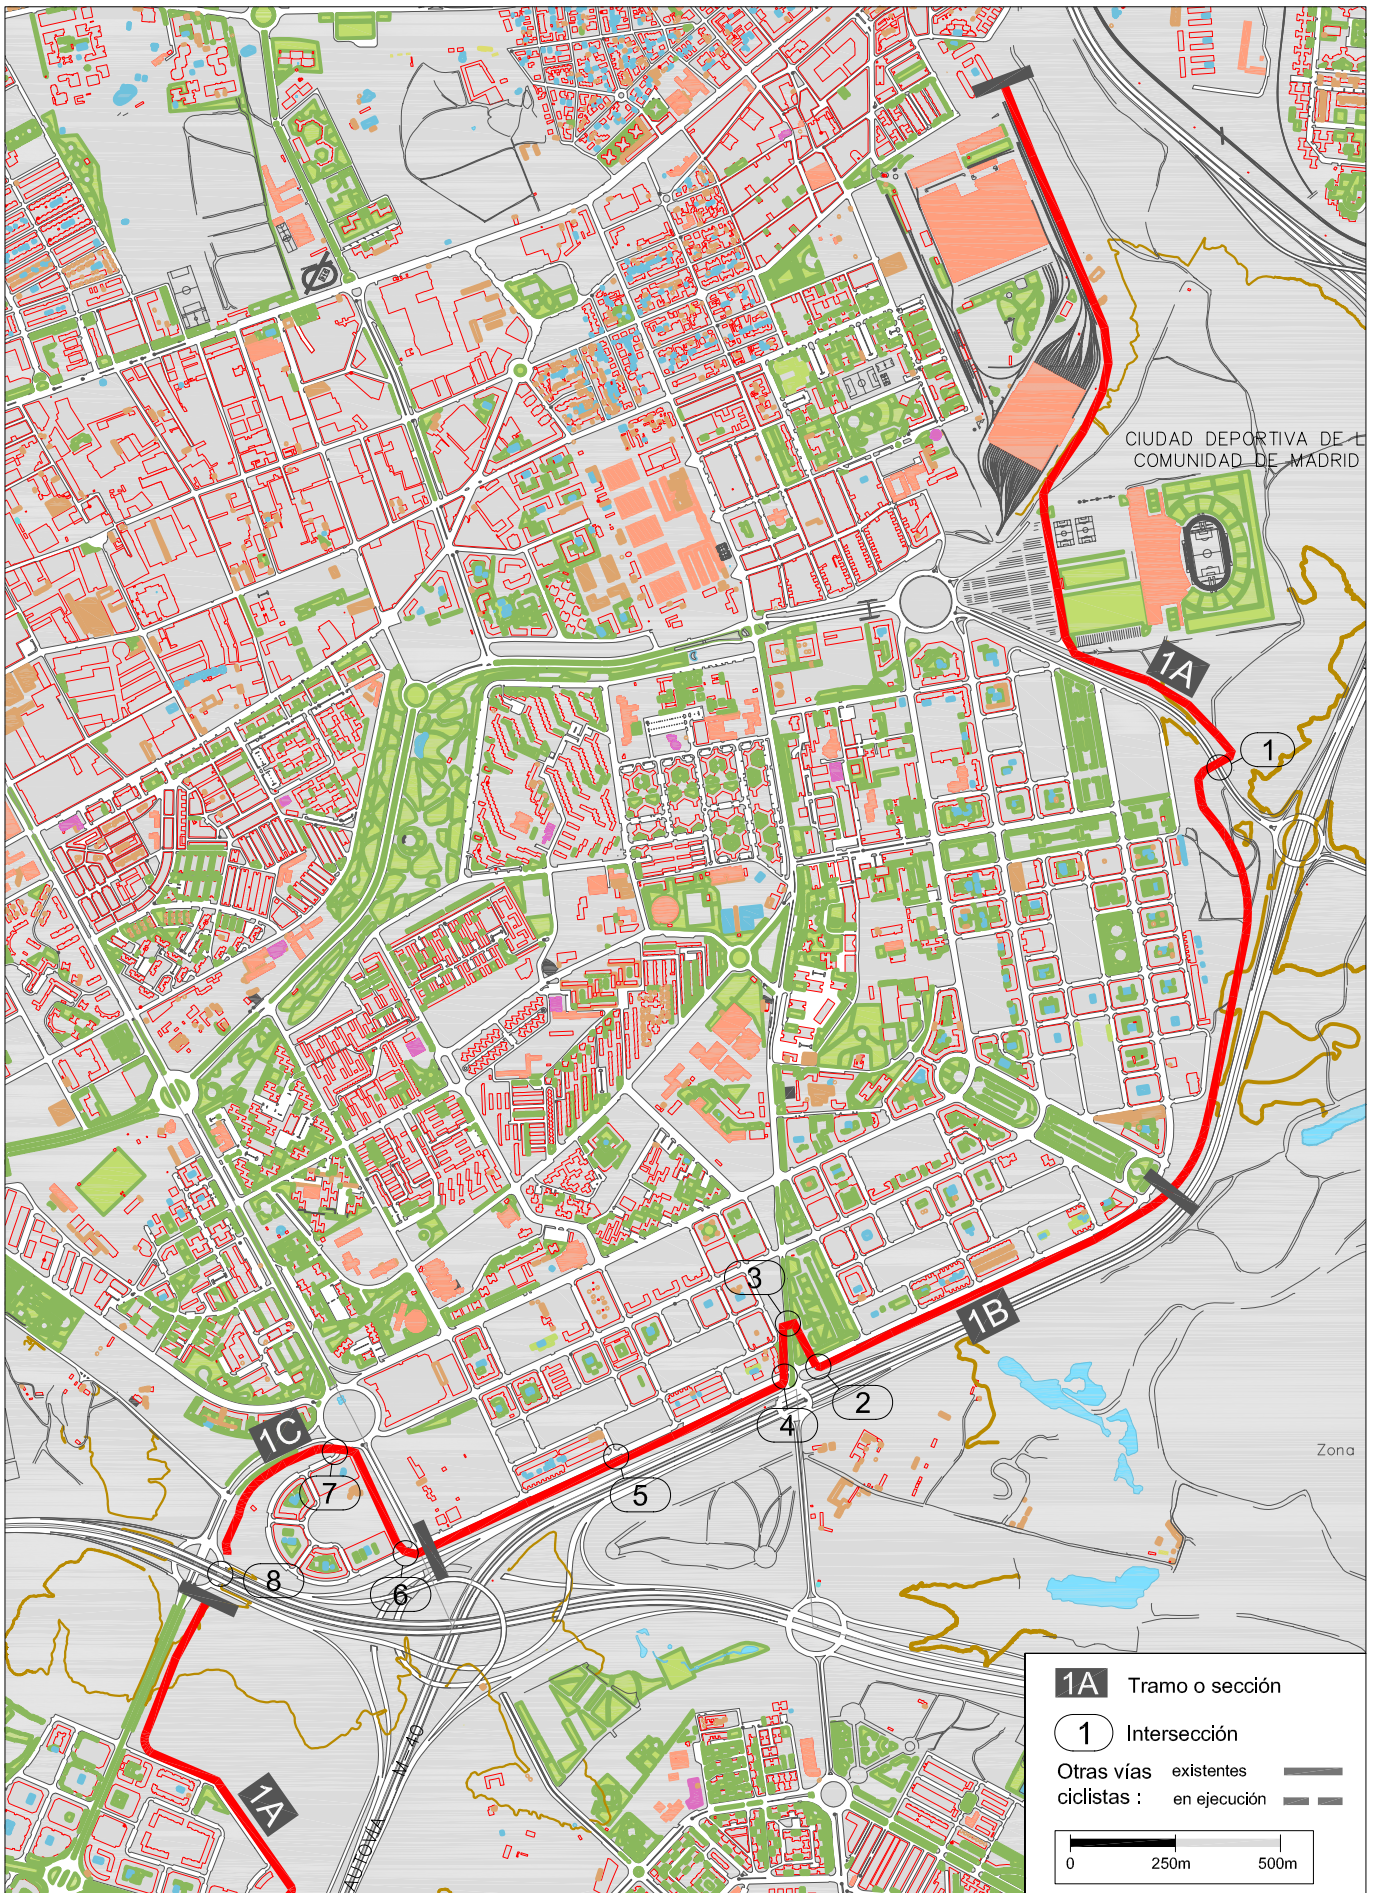 CIUDAD DEPORTIVA DE L
COMUNIDAD DE MADRID
1A
1
3
1B
2
4
1C
Zona
7
5
8
6
M-40
1A
AUTOVIA
1A Tramo o sección
1 Intersección
Otras vías existentes
ciclistas : en ejecución
0 250m 500m